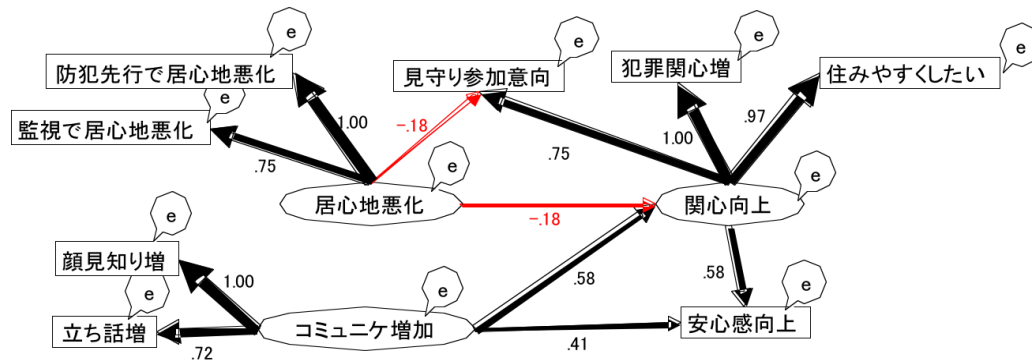 e
e
e
e
防犯先行で居心地悪化
見守り参加意向
犯罪関心増
住みやすくしたい
e
監視で居心地悪化
1.00
-.18
1.00
.97
.75
.75
e
e
居心地悪化
関心向上
-.18
e
顔見知り増
1.00
.58
.58
e
e
e
立ち話増
コミュニケ増加
安心感向上
.72
.41